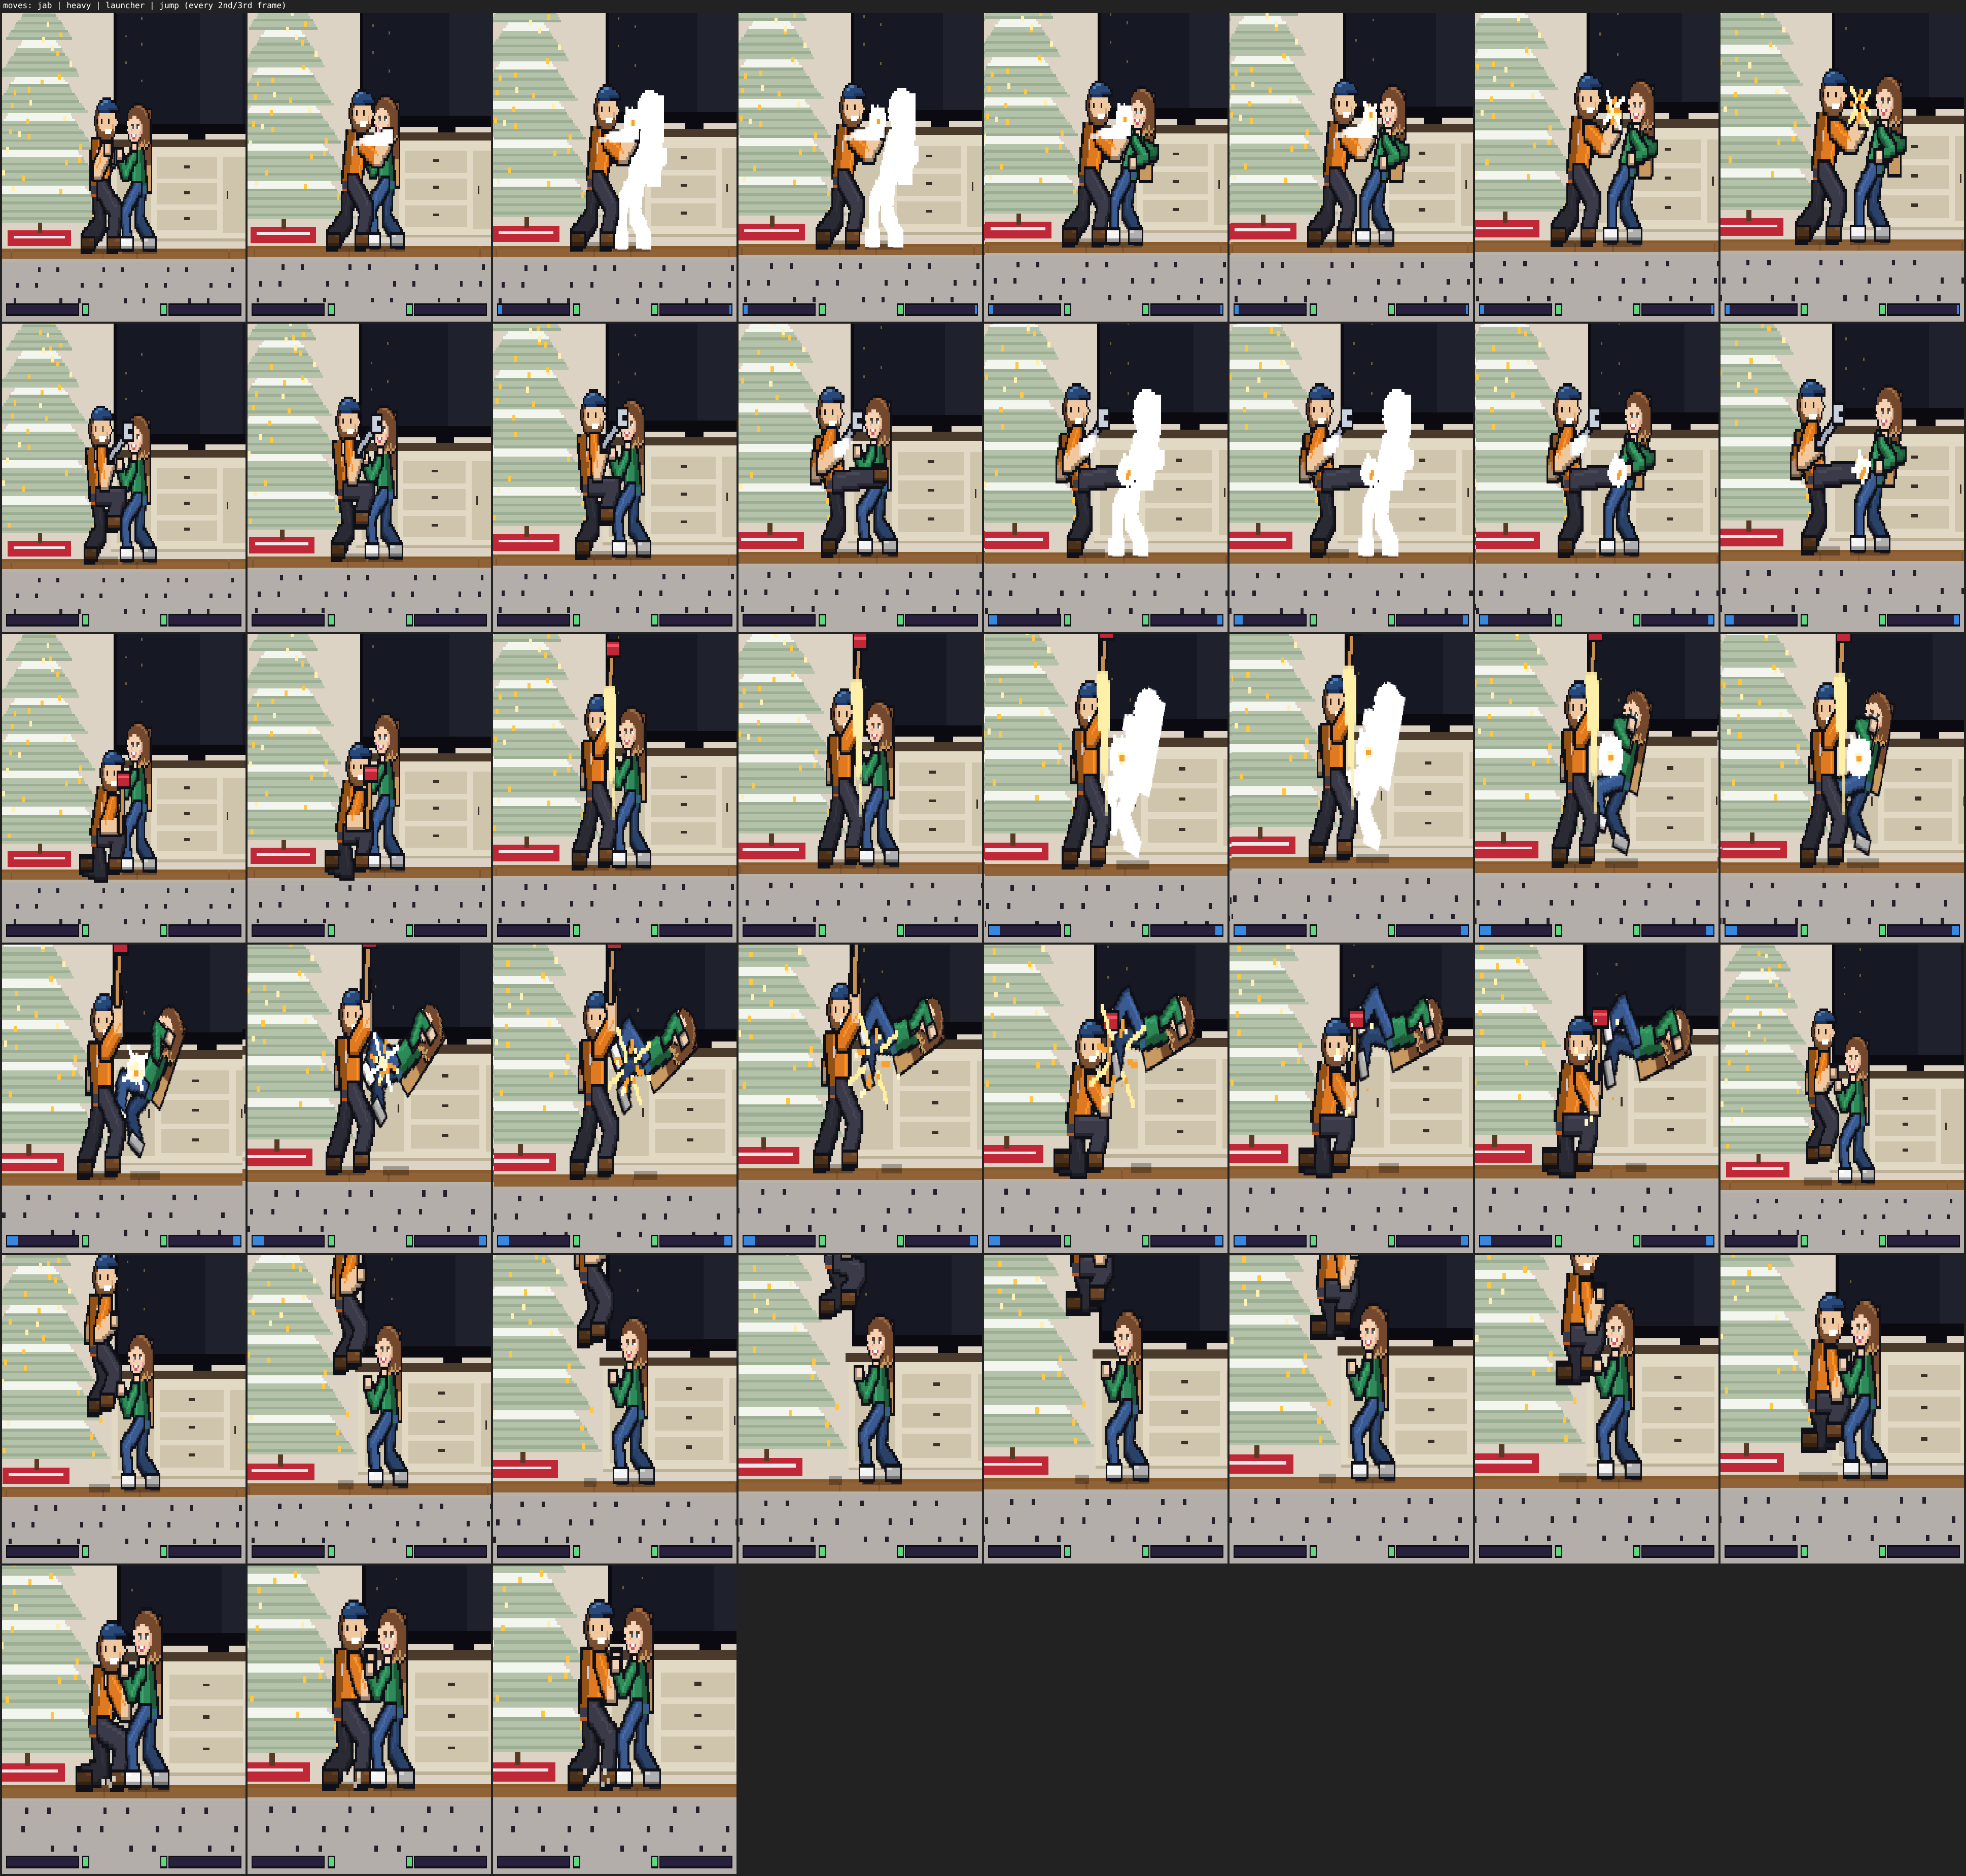 moves: jab | heavy | launcher | jump (every 2nd/3rd frame)